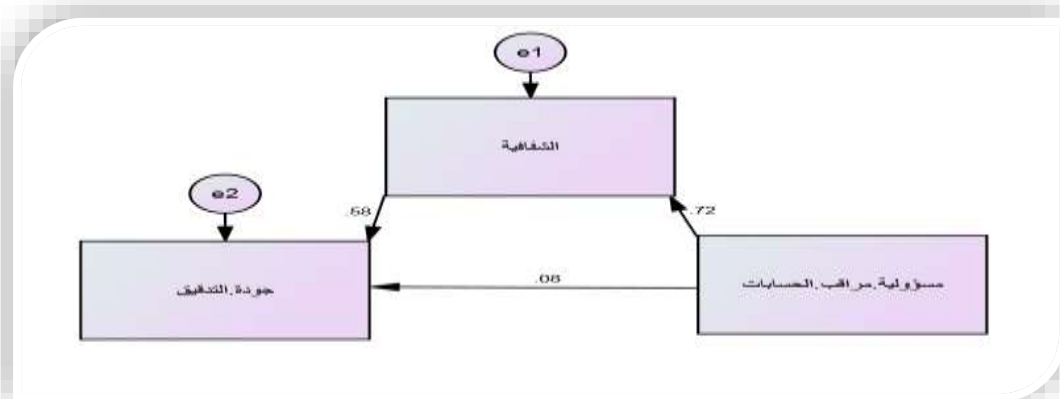 e1
الشفافية
e2
.58
.72
جودة.التدقيق
.08
مسؤولية.مراقب.الحسابات